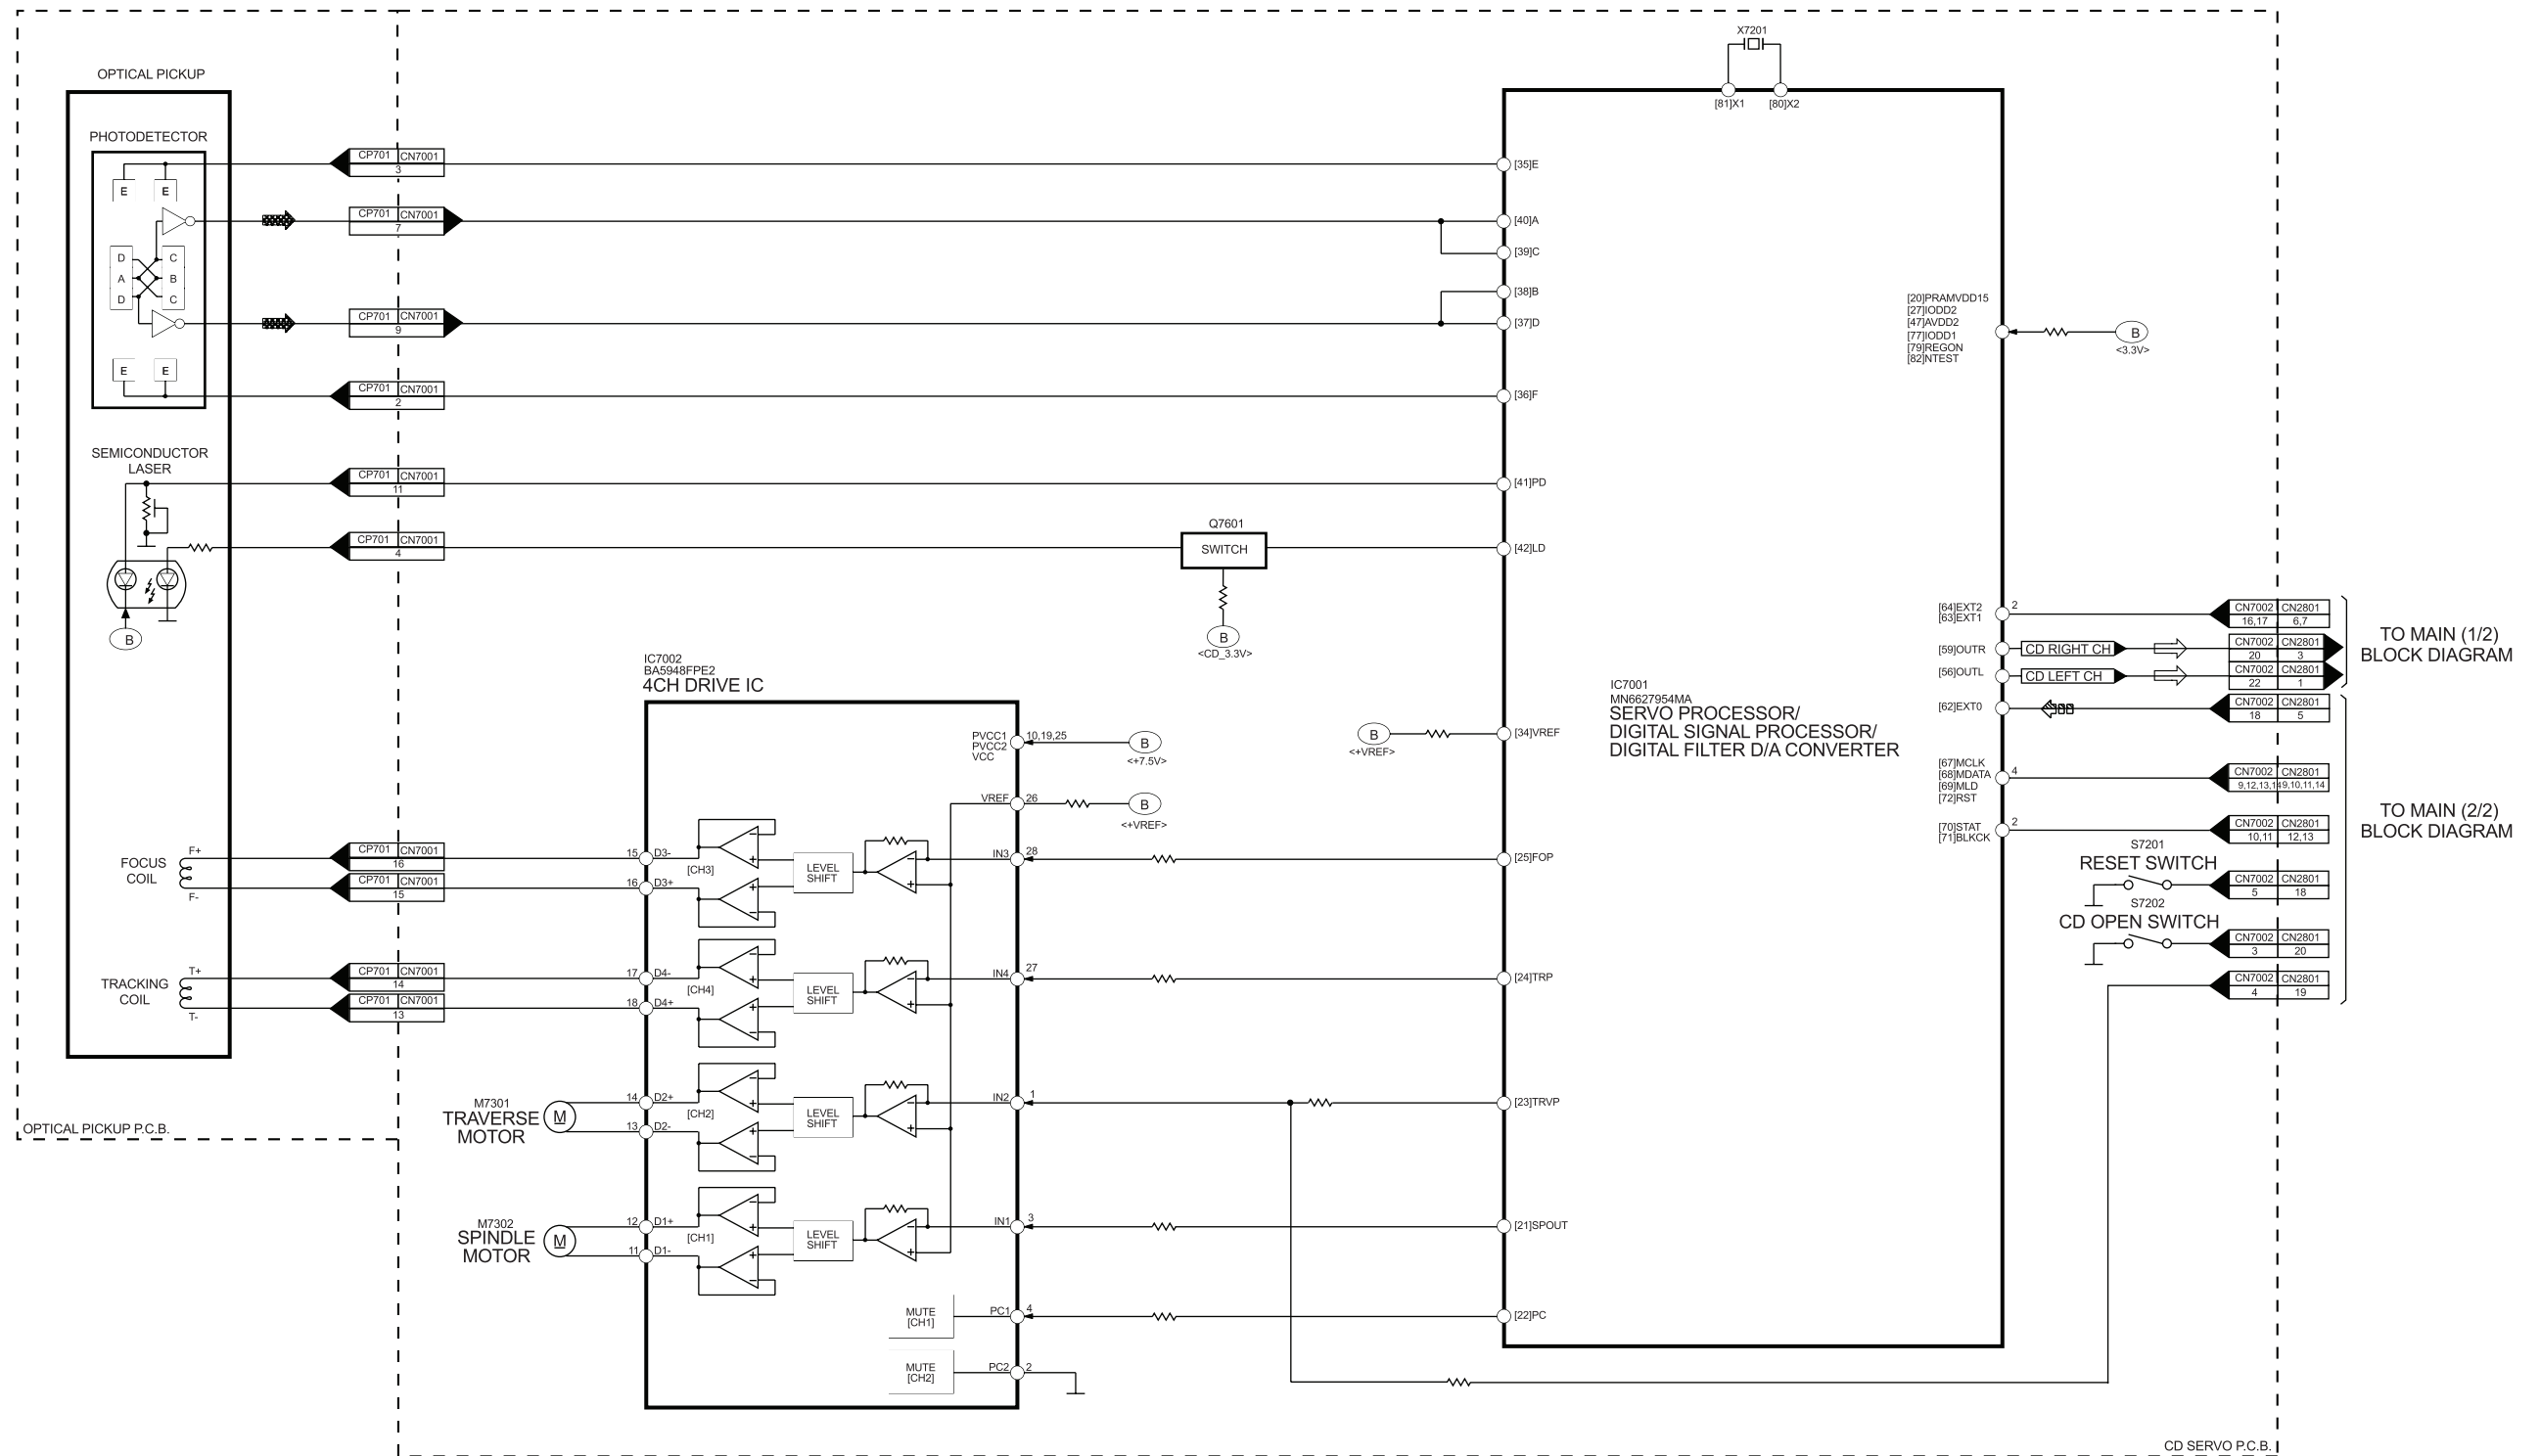 X7201
[81]X1
[80]X2
OPTICAL PICKUP
PHOTODETECTOR
E
E
D
A
D
C
B
C
E
E
CP701 CN7001
3
CP701 CN7001
7
CP701 CN7001
9
CP701 CN7001
2
[35]E
[40]A
[39]C
[38]B
[37]D
[36]F
[20]PRAMVDD15
[27]IODD2
[47]AVDD2
[77]IODD1
[79]REGON
[82]NTEST
B
<3.3V>
SEMICONDUCTOR
LASER
CP701 CN7001
11
[41]PD
CP701 CN7001
4
Q7601
SWITCH
[42]LD
B
<CD_3.3V>
B
[64]EXT2
[63]EXT1
2
CN7002 CN2801
16,17 6,7
[59]OUTR
CD RIGHT CH
CN7002 CN2801
20 3
[56]OUTL
CD LEFT CH
CN7002 CN2801
22 1
TO MAIN (1/2)
BLOCK DIAGRAM
[62]EXT0
CN7002 CN2801
18 5
IC7001
MN6627954MA
SERVO PROCESSOR/
DIGITAL SIGNAL PROCESSOR/
DIGITAL FILTER D/A CONVERTER
B
<+VREF>
[34]VREF
[67]MCLK
[68]MDATA
[69]MLD
[72]RST
4
CN7002 CN2801
9,12,13,14 9,10,11,14
[70]STAT
[71]BLKCK
2
CN7002 CN2801
10,11 12,13
TO MAIN (2/2)
BLOCK DIAGRAM
S7201
RESET SWITCH
CN7002 CN2801
5 18
S7202
CD OPEN SWITCH
CN7002 CN2801
3 20
CN7002 CN2801
4 19
IC7002
BA5948FPE2
4CH DRIVE IC
PVCC1
PVCC2
VCC
10,19,25
B
<+7.5V>
VREF
26
B
<+VREF>
FOCUS
COIL
F+
F-
CP701 CN7001
16
CP701 CN7001
15
15 D3-
16 D3+
[CH3]
LEVEL
SHIFT
IN3
28
[25]FOP
TRACKING
COIL
T+
T-
CP701 CN7001
14
CP701 CN7001
13
17 D4-
18 D4+
[CH4]
LEVEL
SHIFT
IN4
27
[24]TRP
M7301
TRAVERSE
MOTOR
M
14 D2+
13 D2-
[CH2]
LEVEL
SHIFT
IN2
1
[23]TRVP
M7302
SPINDLE
MOTOR
M
12 D1+
11 D1-
[CH1]
LEVEL
SHIFT
IN1
3
[21]SPOUT
MUTE
[CH1]
PC1
4
[22]PC
MUTE
[CH2]
PC2
2
OPTICAL PICKUP P.C.B.
CD SERVO P.C.B.